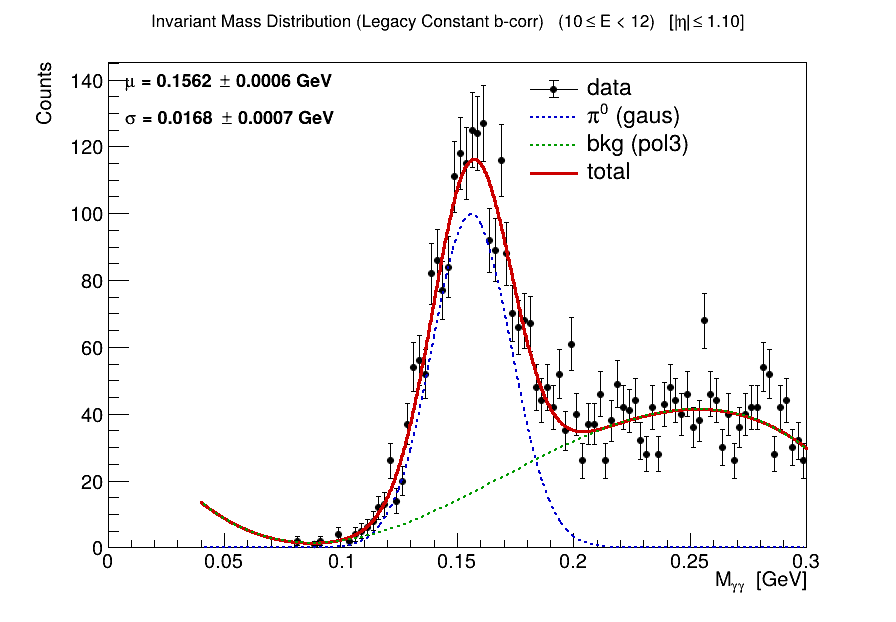 Invariant Mass Distribution (Legacy Constant b-corr) (10 ≤ E < 12) [|η| ≤ 1.10]
Counts
μ = 0.1562 ± 0.0006 GeV
σ = 0.0168 ± 0.0007 GeV
data
π⁰ (gaus)
bkg (pol3)
total
140
120
100
80
60
40
20
0
0 0.05 0.1 0.15 0.2 0.25 0.3
Mγγ [GeV]